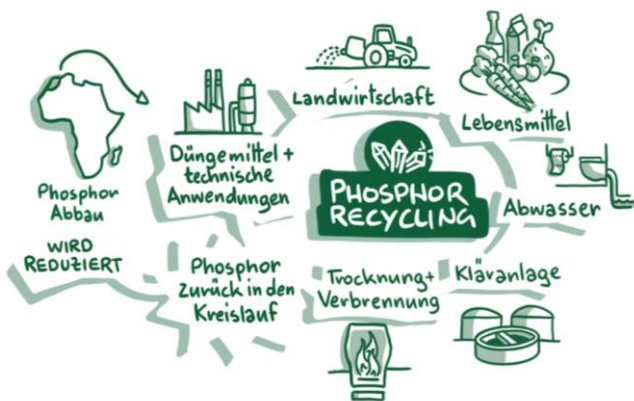 Landwirtschaft
Lebensmittel
Düngemittel +
technische
Anwendungen
PHOSPHOR
RECYCLING
Phosphor
Abbau
Abwasser
WIRD
REDUZIERT
Phosphor
zurück in den
Kreislauf
Trocknung +
Verbrennung
Kläranlage